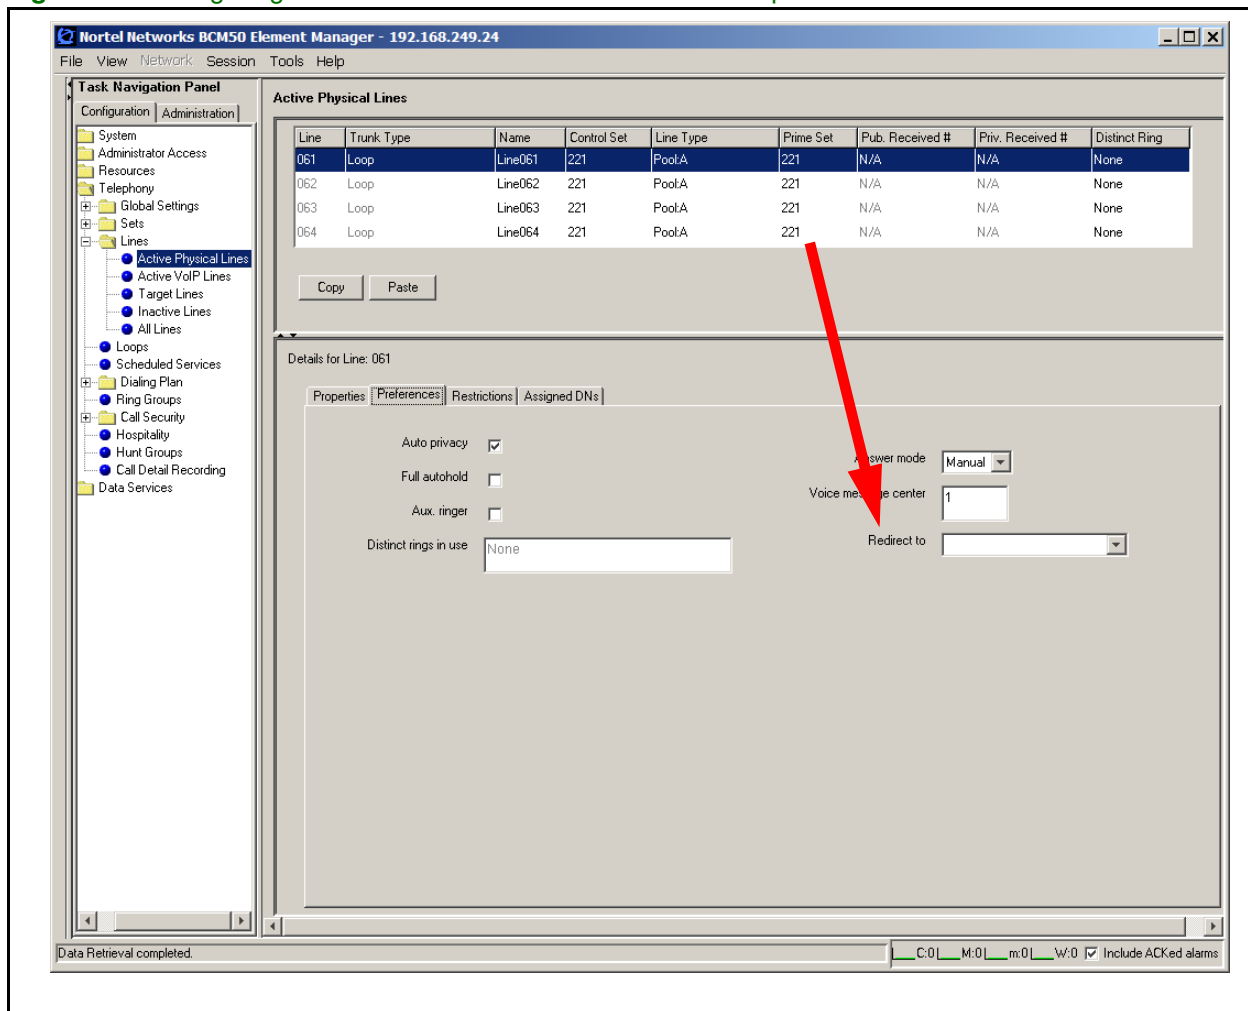 Nortel Networks BCM50 Element Manager - 192.168.249.24
File View Network Session Tools Help
Task Navigation Panel
Configuration Administration
System
Administrator Access
Resources
Telephony
Global Settings
Sets
Lines
Active Physical Lines
Active VoIP Lines
Target Lines
Inactive Lines
All Lines
Loops
Scheduled Services
Dialing Plan
Ring Groups
Call Security
Hospitality
Hunt Groups
Call Detail Recording
Data Services
Active Physical Lines
Line Trunk Type Name Control Set Line Type Prime Set Pub. Received # Priv. Received # Distinct Ring
061 Loop Line061 221 Pool:A 221 N/A N/A None
062 Loop Line062 221 Pool:A 221 N/A N/A None
063 Loop Line063 221 Pool:A 221 N/A N/A None
064 Loop Line064 221 Pool:A 221 N/A N/A None
Copy Paste
Details for Line: 061
Properties Preferences Restrictions Assigned DNs
Auto privacy
Full autohold
Aux. ringer
Distinct rings in use None
Answer mode Manual
Voice message center 1
Redirect to
Data Retrieval completed.
C:0 M:0 m:0 W:0 Include ACKed alarms